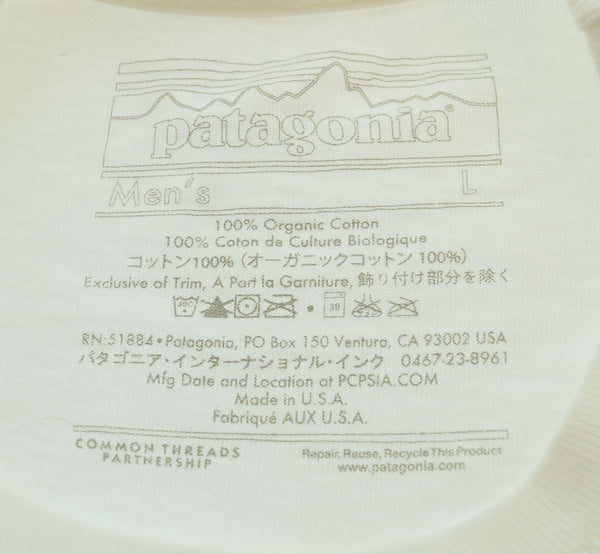 patagonia®
Men's L
100% Organic Cotton
100% Coton de Culture Biologique
コットン100% (オーガニックコットン 100%)
Exclusive of Trim, A Part la Garniture, 飾り付け部分を除く
30C 30
RN:51884•Patagonia, PO Box 150 Ventura, CA 93002 USA
パタゴニア・インターナショナル・インク 0467-23-8961
Mfg Date and Location at PCPSIA.COM
Made in U.S.A.
Fabriqué AUX U.S.A.
COMMON THREADS
PARTNERSHIP
Repair, Reuse, Recycle This Product
www.patagonia.com